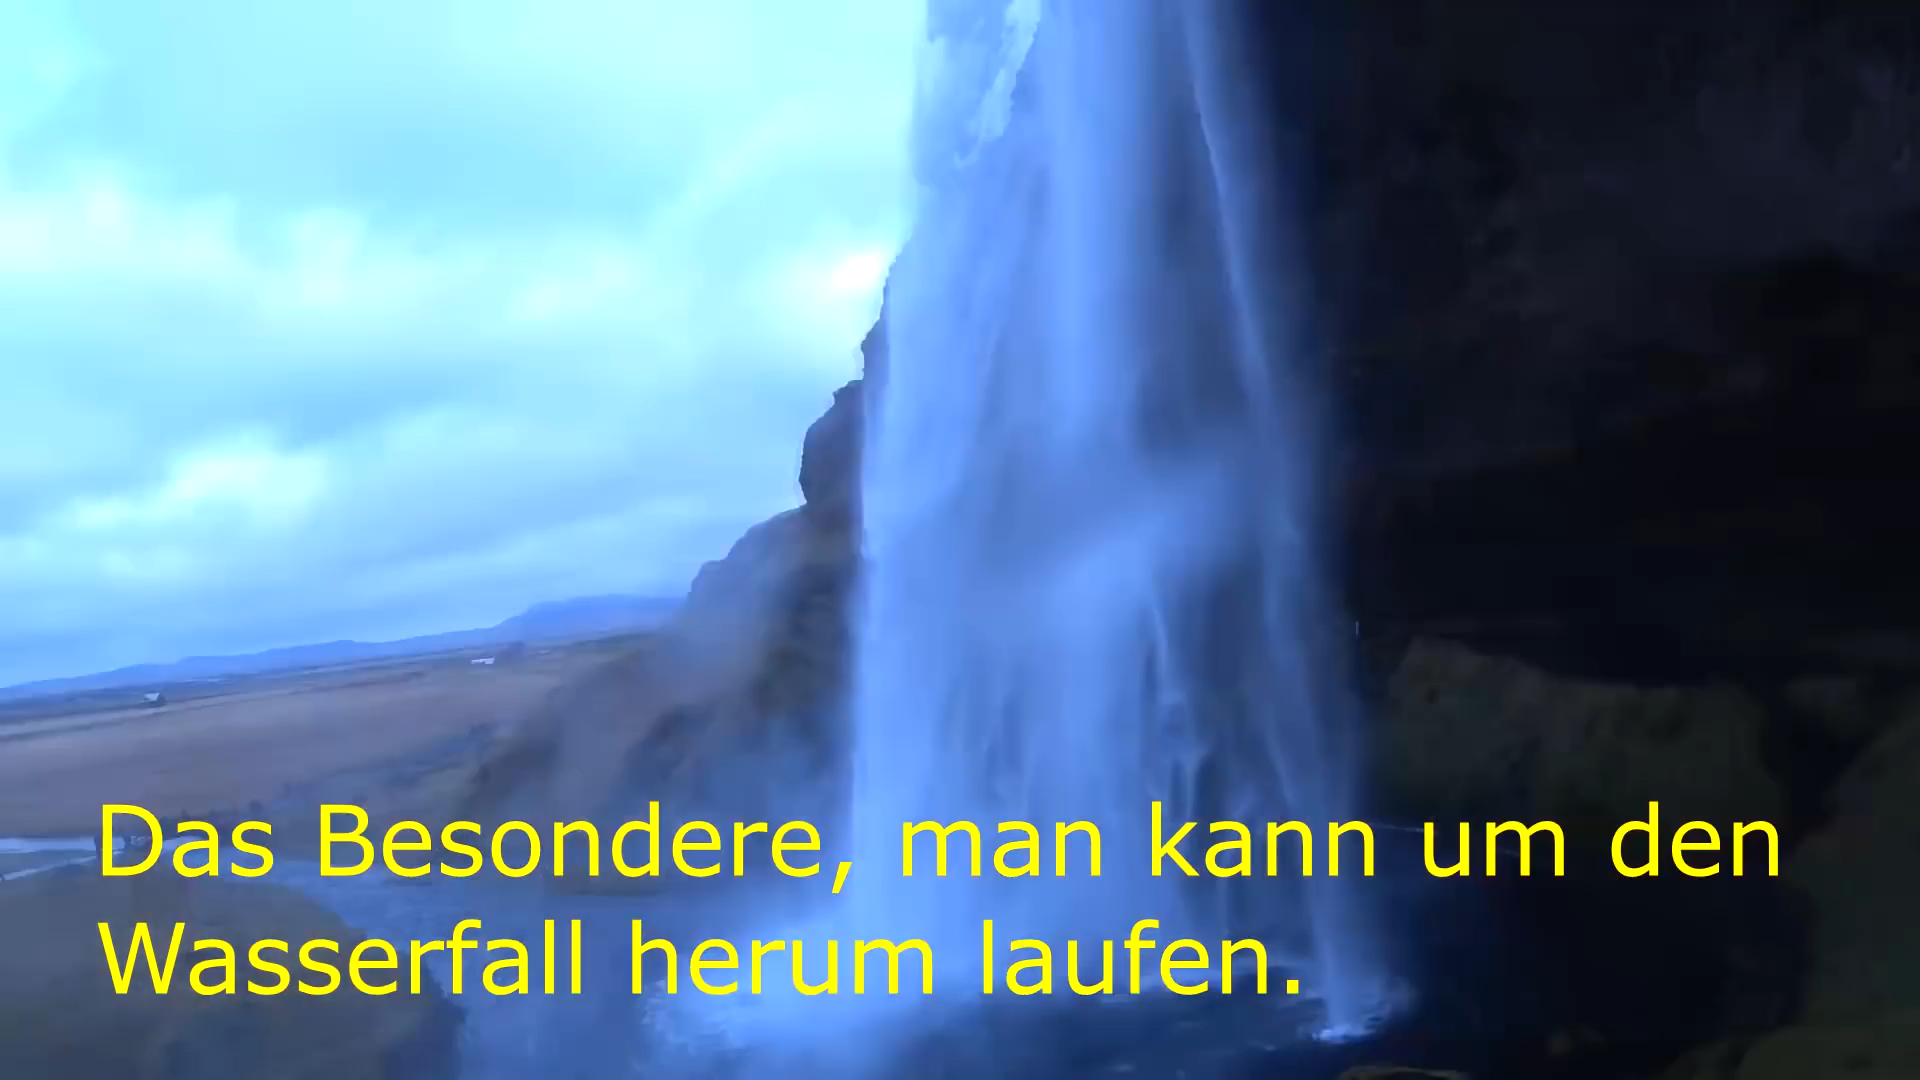 Das Besondere, man kann um den
Wasserfall herum laufen.